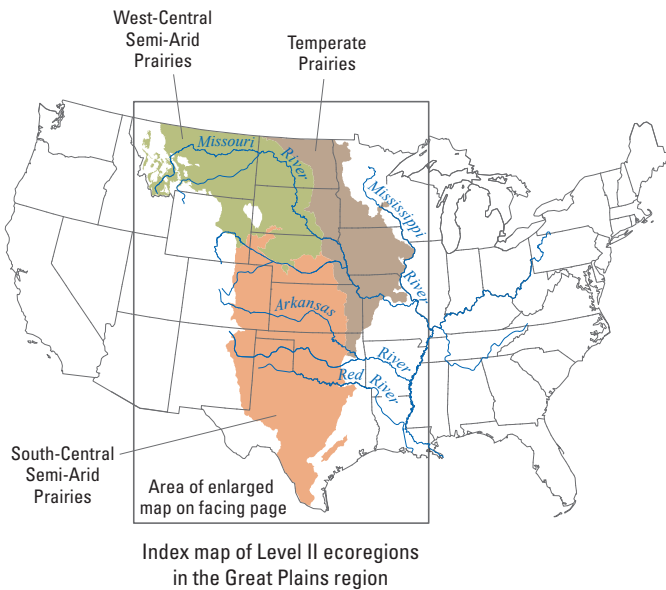 West-Central
Semi-Arid
Prairies
Temperate
Prairies
Missouri
River
Mississippi
River
Arkansas
River
Red River
South-Central
Semi-Arid
Prairies
Area of enlarged
map on facing page
Index map of Level II ecoregions
in the Great Plains region